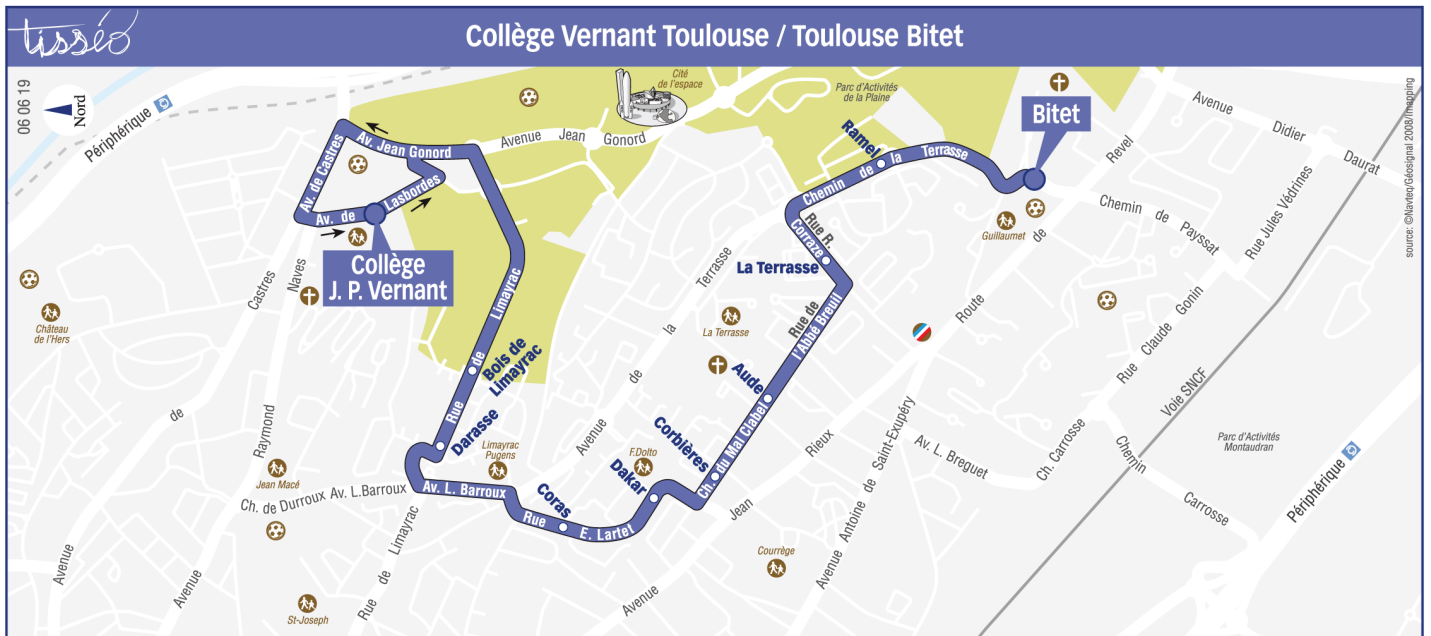 tisséo
Collège Vernant Toulouse / Toulouse Bitet
06 06 19
Nord
Périphérique
Cité
de l'espace
Parc d'Activités
de la Plaine
Bitet
Avenue Didier Daurat
source: ©Navteq/Géosignal 2008/Imapping
Av. Jean Gonord
Avenue Jean Gonord
Av. de Castres
Av. de Lasbordes
Collège
J. P. Vernant
Ramel
Chemin de la Terrasse
Rue R.
Corraze
La Terrasse
Guillaumet
Revel
de
Route
Chemin de Payssat
Rue Jules Védrines
Castres
Naves
Château
de l'Hers
Limayrac
de
Rue
Bois de
Limayrac
Darasse
Terrasse
la
de
Avenue
La Terrasse
Rue de
l'Abbé Breuil
Aude
Rue Claude Gonin
Voie SNCF
de
Avenue
Raymond
Avenue
Jean Macé
Ch. de Durroux
Av. L.Barroux
Av. L. Barroux
Limayrac
Pugens
Coras
Rue E. Lartet
F.Dolto
Dakar
Corbières
Ch. du Mal Clabel
Rieux
Jean
Avenue
Avenue Antoine de Saint-Exupéry
Av. L. Breguet
Ch. Carrosse
Chemin
Carrosse
Parc d'Activités
Montaudran
Périphérique
Rue de Limayrac
St-Joseph
Courrège